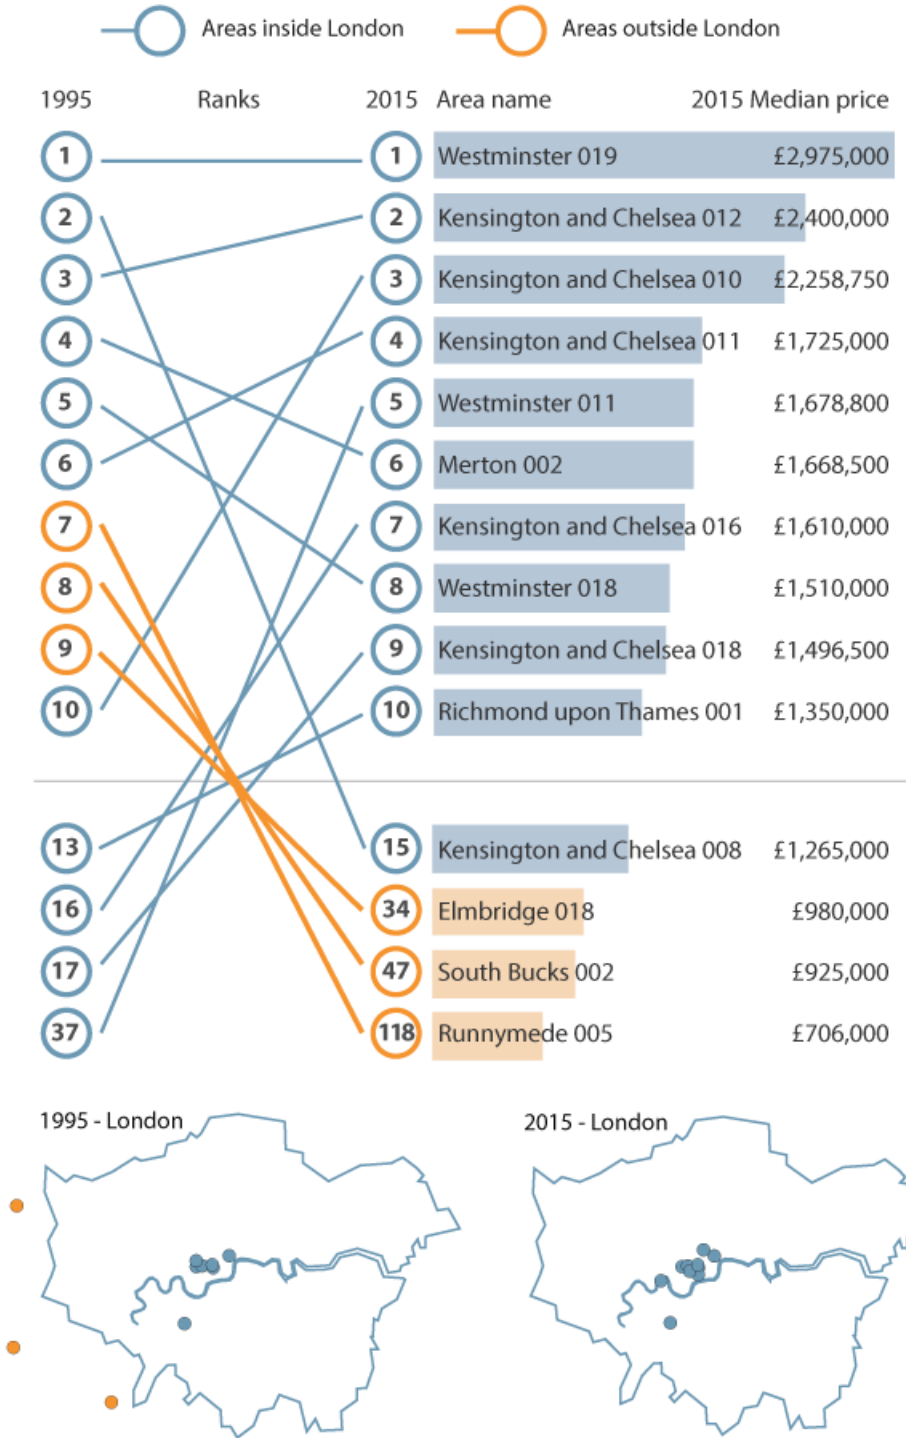 Areas inside London Areas outside London
1995 Ranks 2015 Area name 2015 Median price
1 1 Westminster 019 £2,975,000
2 2 Kensington and Chelsea 012 £2,400,000
3 3 Kensington and Chelsea 010 £2,258,750
4 4 Kensington and Chelsea 011 £1,725,000
5 5 Westminster 011 £1,678,800
6 6 Merton 002 £1,668,500
7 7 Kensington and Chelsea 016 £1,610,000
8 8 Westminster 018 £1,510,000
9 9 Kensington and Chelsea 018 £1,496,500
10 10 Richmond upon Thames 001 £1,350,000
13 15 Kensington and Chelsea 008 £1,265,000
16 34 Elmbridge 018 £980,000
17 47 South Bucks 002 £925,000
37 118 Runnymede 005 £706,000
1995 - London 2015 - London